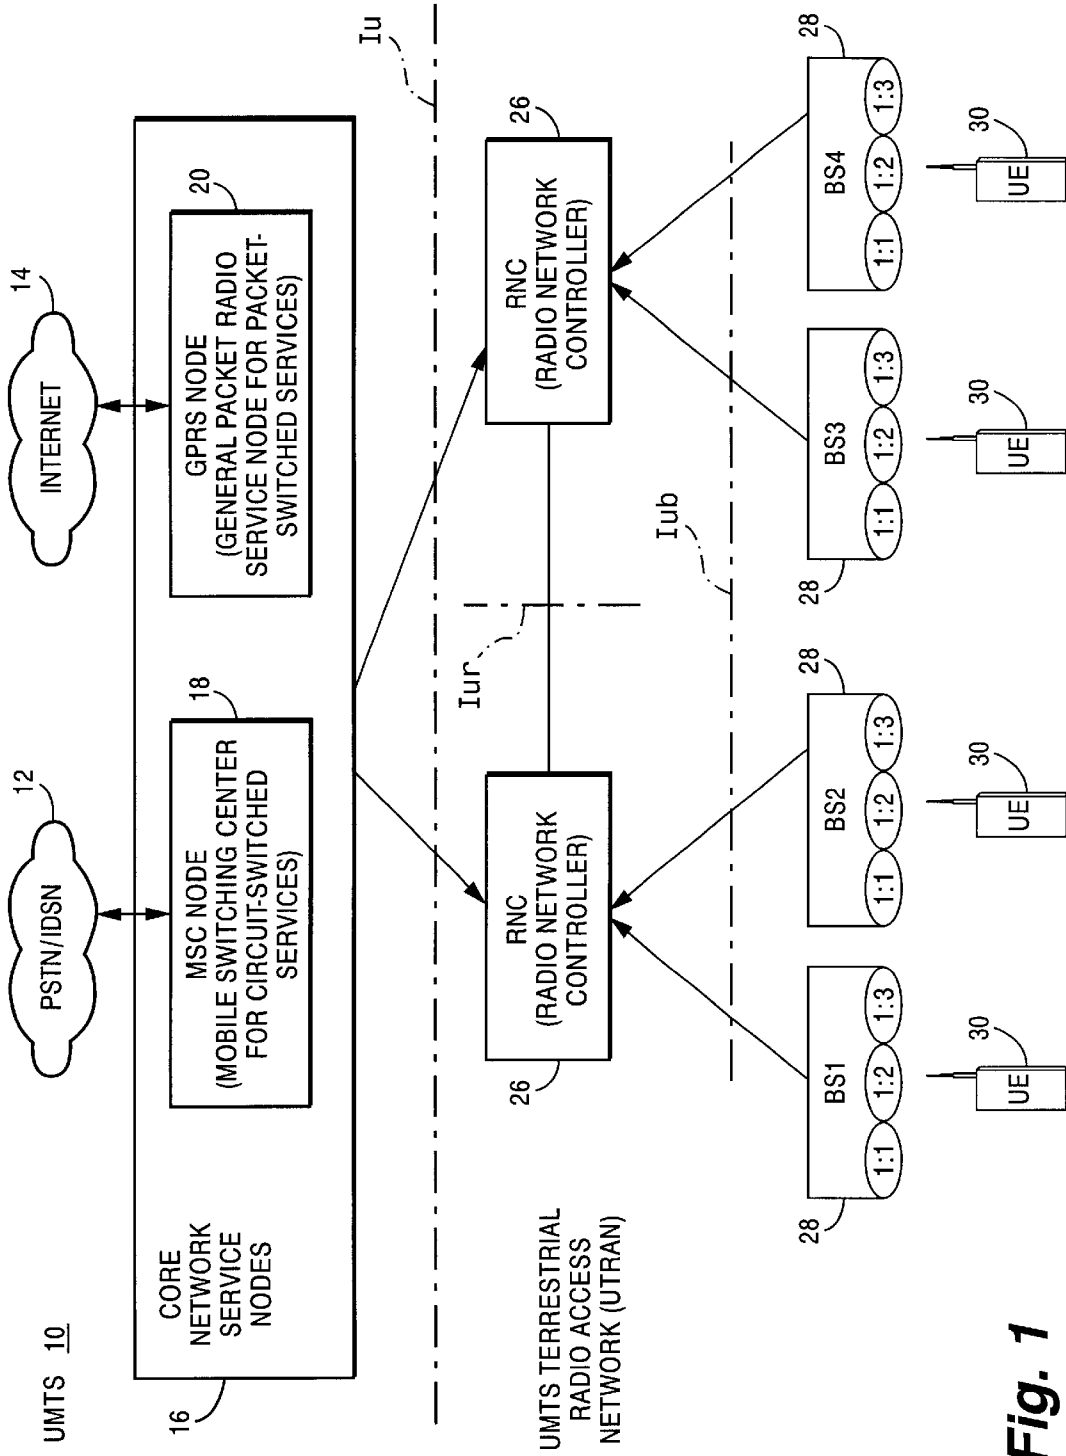 UMTS 10
PSTN/IDSN
12
INTERNET
14
16
CORE
NETWORK
SERVICE
NODES
18
MSC NODE
(MOBILE SWITCHING CENTER
FOR CIRCUIT-SWITCHED
SERVICES)
20
GPRS NODE
(GENERAL PACKET RADIO
SERVICE NODE FOR PACKET-
SWITCHED SERVICES)
Iu
UMTS TERRESTRIAL
RADIO ACCESS
NETWORK (UTRAN)
26
RNC
(RADIO NETWORK
CONTROLLER)
Iur
26
RNC
(RADIO NETWORK
CONTROLLER)
Iub
28
BS1
1:1 1:2 1:3
28
BS2
1:1 1:2 1:3
28
BS3
1:1 1:2 1:3
28
BS4
1:1 1:2 1:3
30
UE
30
UE
30
UE
30
UE
Fig. 1